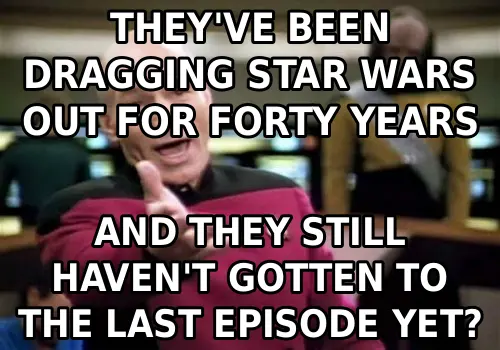 THEY'VE BEEN
DRAGGING STAR WARS
OUT FOR FORTY YEARS
AND THEY STILL
HAVEN'T GOTTEN TO
THE LAST EPISODE YET?